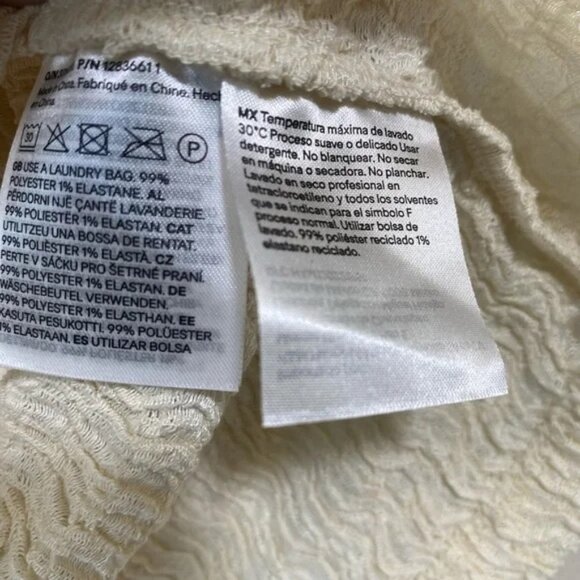 P/N 12836611
in China. Fabriqué en Chine.
30 P
GB USE A LAUNDRY BAG. 99%
POLYESTER 1% ELASTANE. AL
PËRDORNI NJË ÇANTË LAVANDERIE.
99% POLIESTËR 1% ELASTAN. CAT
UTILITZEU UNA BOSSA DE RENTAT.
99% POLIÈSTER 1% ELASTÀ. CZ
PERTE V SÁČKU PRO ŠETRNÉ PRANÍ.
99% POLYESTER 1% ELASTAN. DE
WÄSCHEBEUTEL VERWENDEN.
99% POLYESTER 1% ELASTHAN. EE
KASUTA PESUKOTTI. 99% POLÜESTER
1% ELASTAAN. ES UTILIZAR BOLSA
MX Temperatura máxima de lavado
30°C Proceso suave o delicado Usar
detergente. No blanquear. No secar
en máquina o secadora. No planchar.
Lavado en seco profesional en
tetracloroetileno y todos los solventes
que se indican para el símbolo F
proceso normal. Utilizar bolsa de
lavado. 99% poliéster reciclado 1%
elastano reciclado.